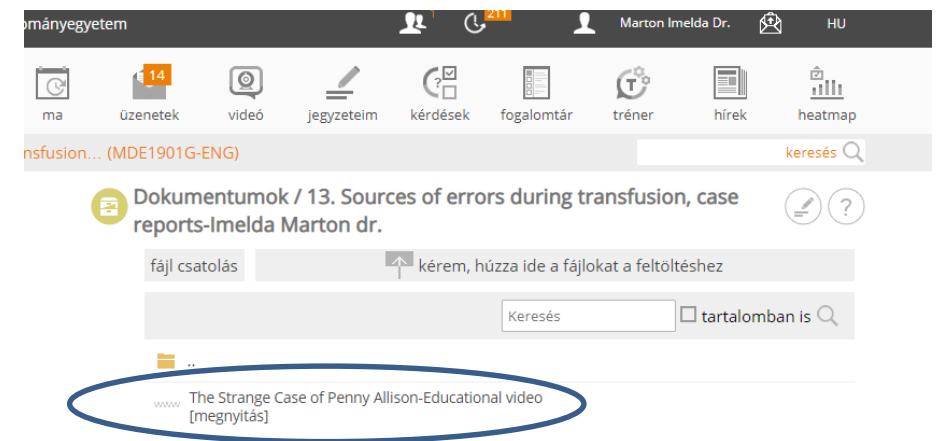 ományegyetem
1
211
Marton Imelda Dr.
HU
14
ma
üzenetek
videó
jegyzeteim
kérdések
fogalomtár
tréner
hírek
heatmap
nsfusion... (MDE1901G-ENG)
keresés
Dokumentumok / 13. Sources of errors during transfusion, case
reports-Imelda Marton dr.
fájl csatolás
kérem, húzza ide a fájlokat a feltöltéshez
Keresés
tartalomban is
..
www The Strange Case of Penny Allison-Educational video
[megnyitás]